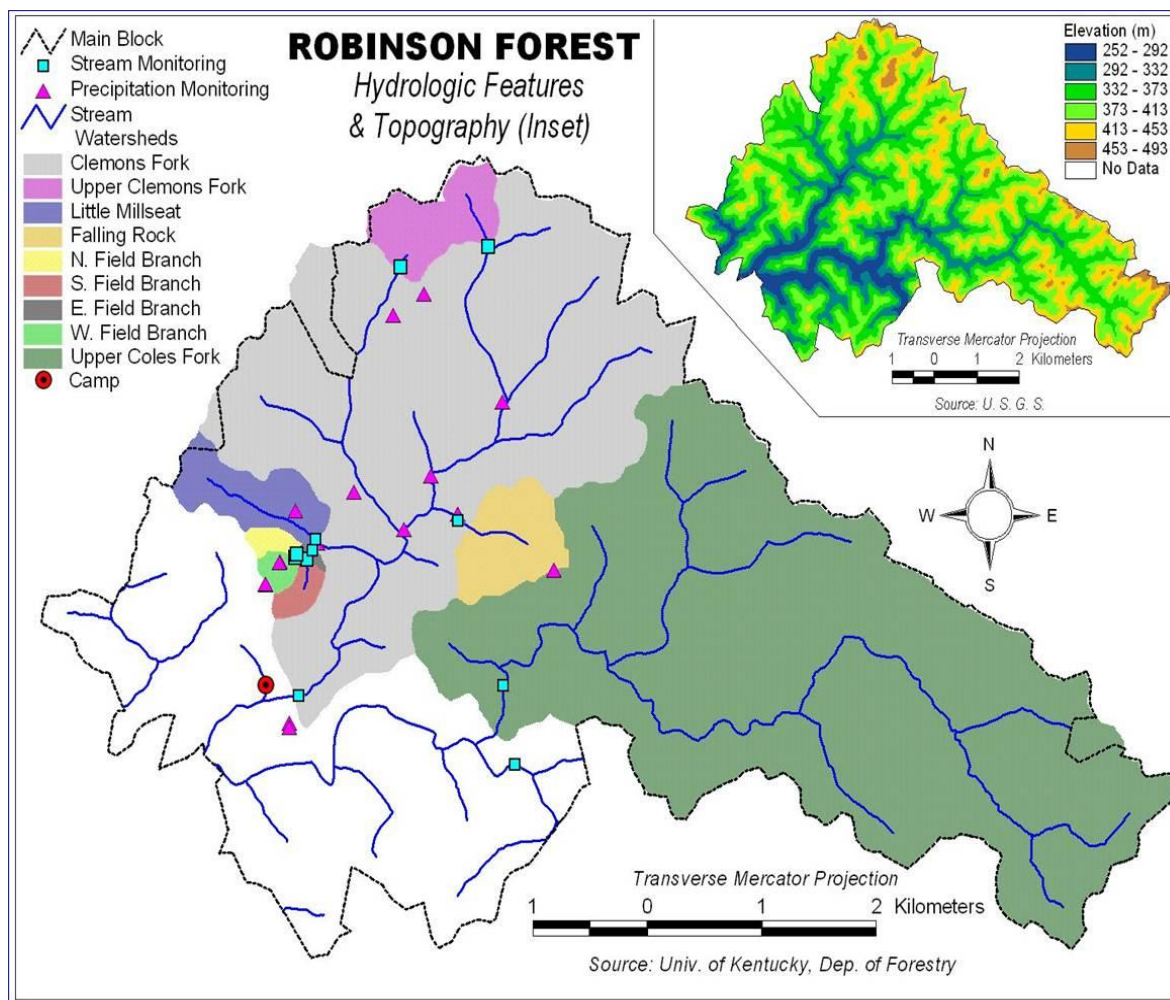 ROBINSON FOREST
Hydrologic Features
& Topography (Inset)
Main Block
Stream Monitoring
Precipitation Monitoring
Stream
Watersheds
Clemons Fork
Upper Clemons Fork
Little Millseat
Falling Rock
N. Field Branch
S. Field Branch
E. Field Branch
W. Field Branch
Upper Coles Fork
Camp
Elevation (m)
252 - 292
292 - 332
332 - 373
373 - 413
413 - 453
453 - 493
No Data
Transverse Mercator Projection
1 0 1 2 Kilometers
Source: U. S. G. S.
N
W E
S
Transverse Mercator Projection
1 0 1 2 Kilometers
Source: Univ. of Kentucky, Dep. of Forestry